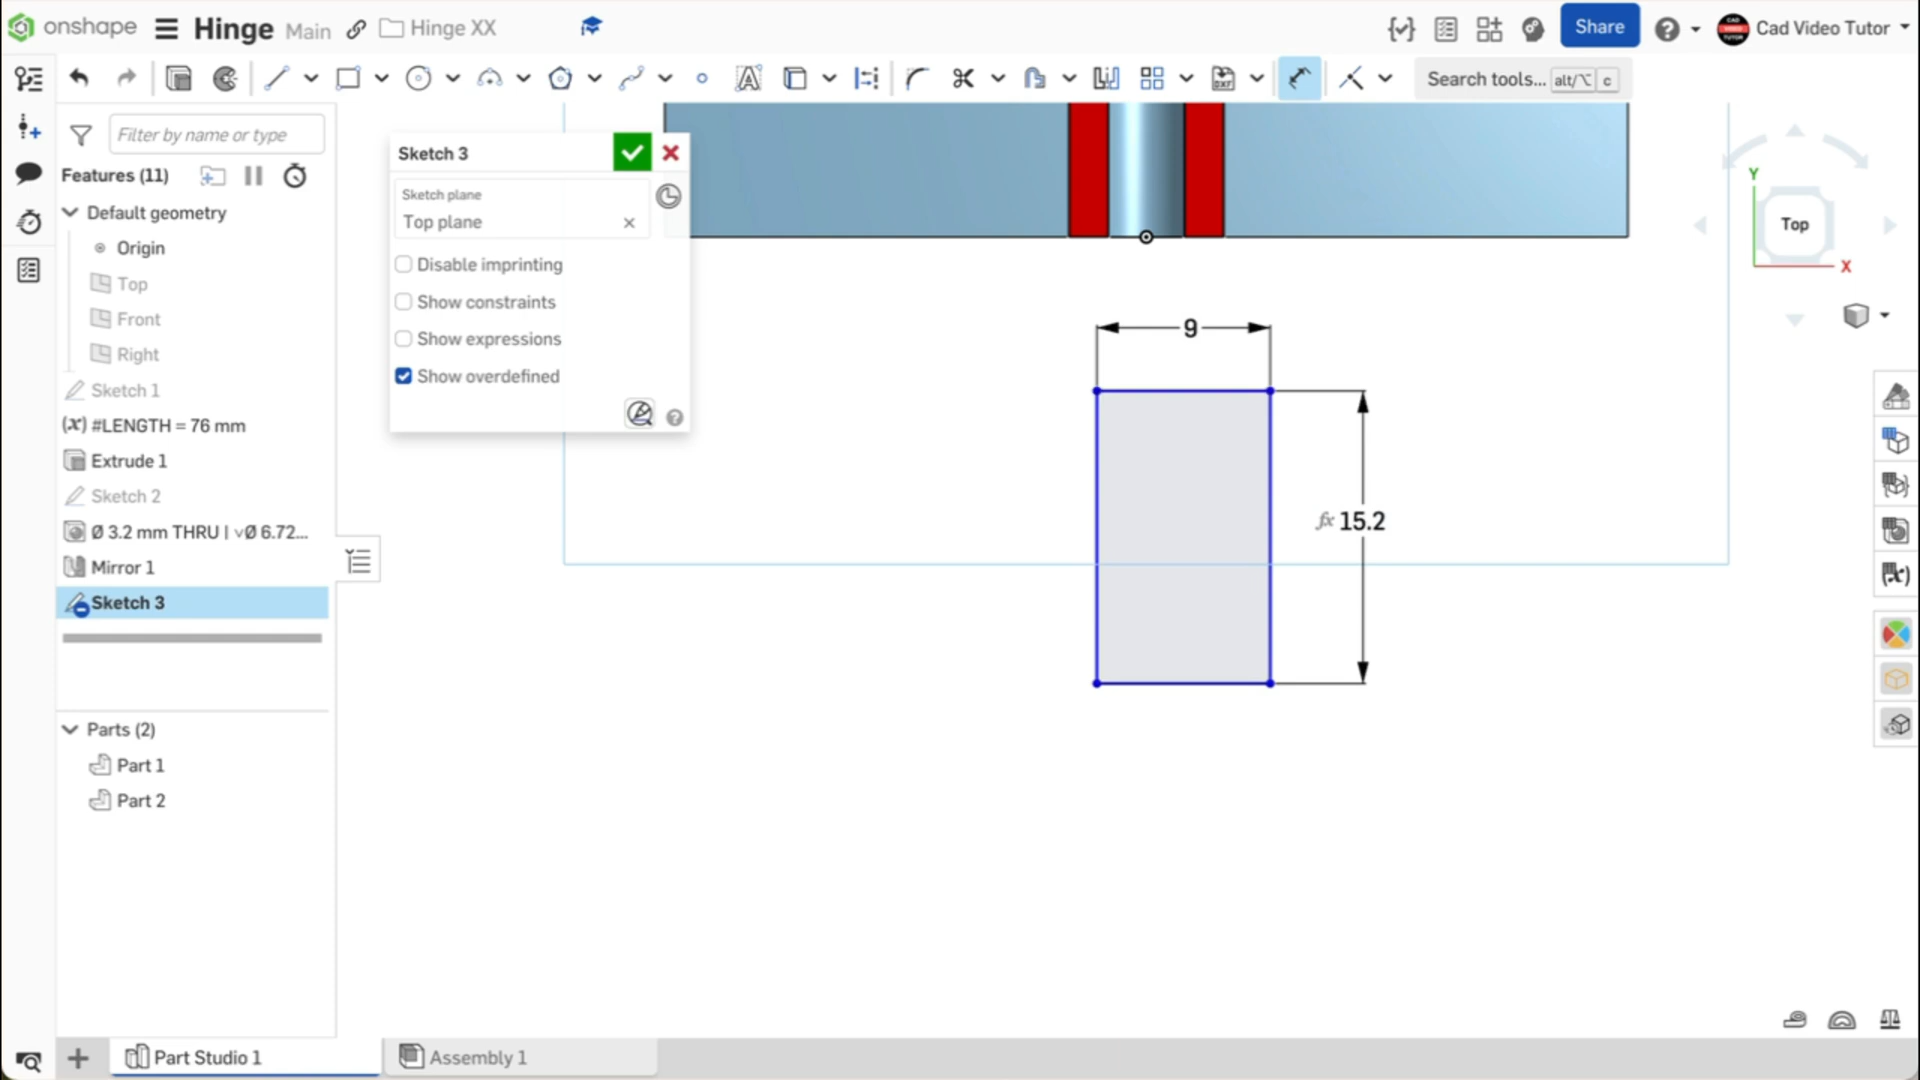 onshape Hinge Main Hinge XX Share Cad Video Tutor
Search tools... alt/⌥ c
Filter by name or type
Features (11)
Default geometry
Origin
Top
Front
Right
Sketch 1
(x) #LENGTH = 76 mm
Extrude 1
Sketch 2
Ø 3.2 mm THRU | ∨Ø 6.72...
Mirror 1
Sketch 3
Parts (2)
Part 1
Part 2
Sketch 3
Sketch plane
Top plane
Disable imprinting
Show constraints
Show expressions
Show overdefined
9
fx 15.2
Y
Top
X
Part Studio 1
Assembly 1